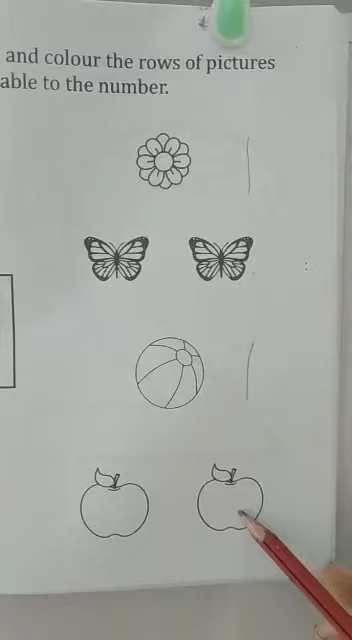 and colour the rows of pictures
able to the number.